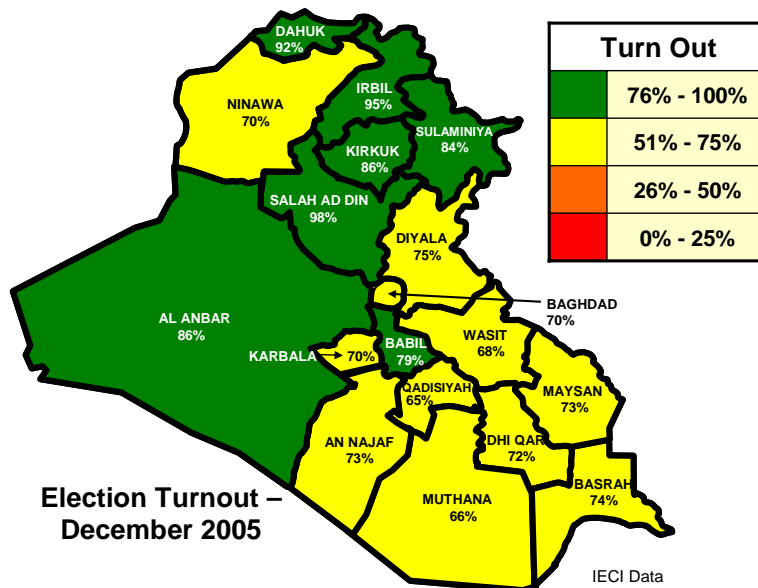 DAHUK
92%
NINAWA
70%
IRBIL
95%
SULAMINIYA
84%
KIRKUK
86%
SALAH AD DIN
98%
DIYALA
75%
BAGHDAD
70%
AL ANBAR
86%
KARBALA
70%
BABIL
79%
WASIT
68%
QADISIYAH
65%
MAYSAN
73%
AN NAJAF
73%
DHI QAR
72%
MUTHANA
66%
BASRAH
74%
Turn Out
76% - 100%
51% - 75%
26% - 50%
0% - 25%
Election Turnout –
December 2005
IECI Data